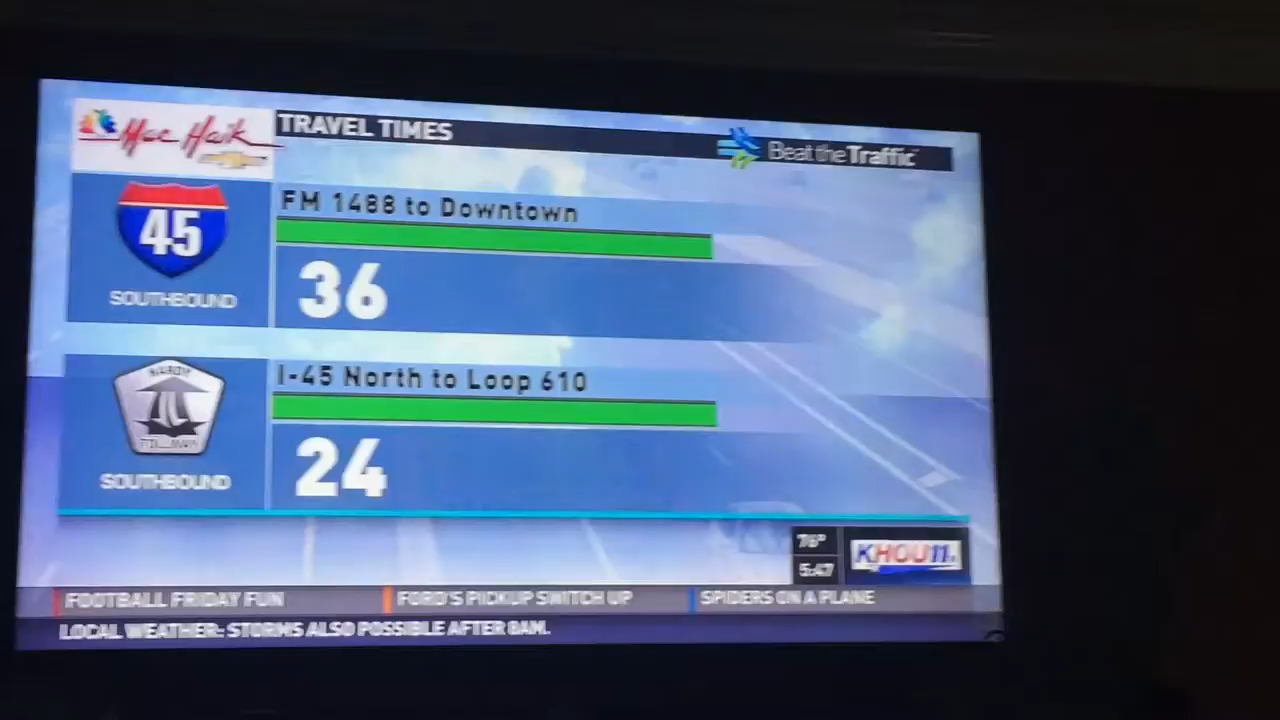 Mac Haik
TRAVEL TIMES
Beat the Traffic
45
SOUTHBOUND
FM 1488 to Downtown
36
HARDY
TOLLWAY
SOUTHBOUND
I-45 North to Loop 610
24
76°
5:47
KHOU11
FOOTBALL FRIDAY FUN
FORD'S PICKUP SWITCH UP
SPIDERS ON A PLANE
LOCAL WEATHER: STORMS ALSO POSSIBLE AFTER 8AM.